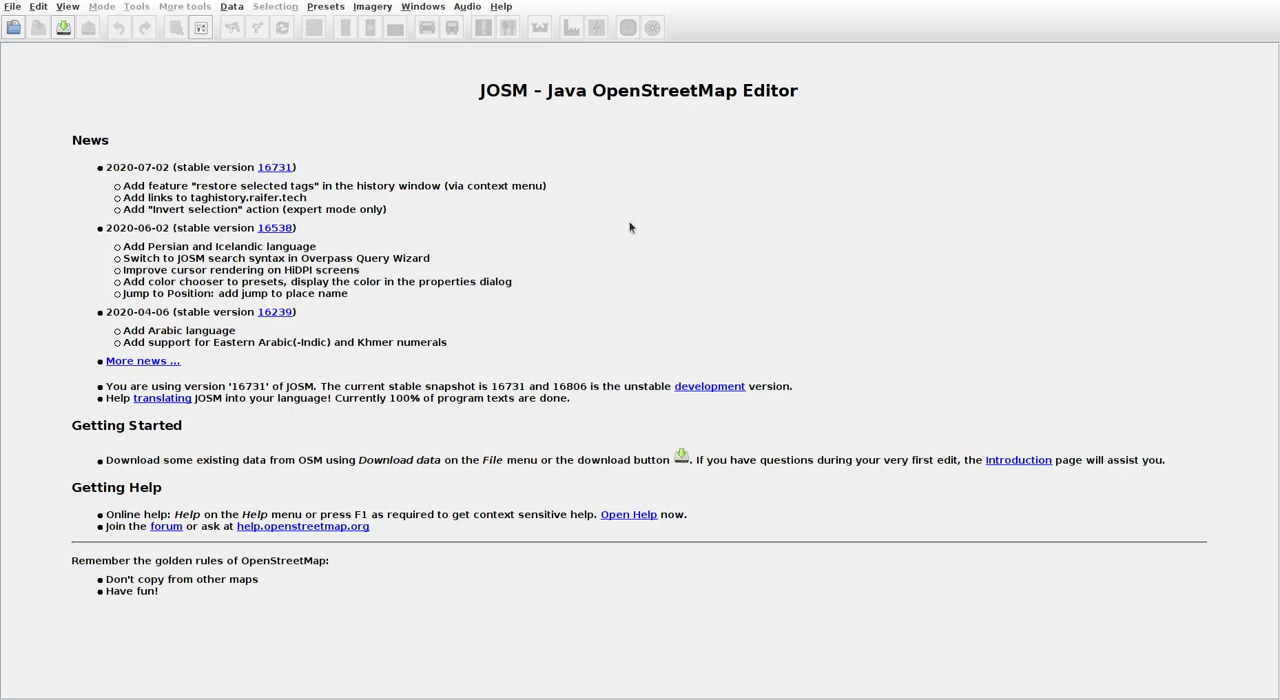 File Edit View Mode Tools More tools Data Selection Presets Imagery Windows Audio Help
JOSM – Java OpenStreetMap Editor
News
2020-07-02 (stable version 16731)
Add feature "restore selected tags" in the history window (via context menu)
Add links to taghistory.raifer.tech
Add "Invert selection" action (expert mode only)
2020-06-02 (stable version 16538)
Add Persian and Icelandic language
Switch to JOSM search syntax in Overpass Query Wizard
Improve cursor rendering on HiDPI screens
Add color chooser to presets, display the color in the properties dialog
Jump to Position: add jump to place name
2020-04-06 (stable version 16239)
Add Arabic language
Add support for Eastern Arabic(-Indic) and Khmer numerals
More news ...
You are using version '16731' of JOSM. The current stable snapshot is 16731 and 16806 is the unstable development version.
Help translating JOSM into your language! Currently 100% of program texts are done.
Getting Started
Download some existing data from OSM using Download data on the File menu or the download button . If you have questions during your very first edit, the Introduction page will assist you.
Getting Help
Online help: Help on the Help menu or press F1 as required to get context sensitive help. Open Help now.
Join the forum or ask at help.openstreetmap.org
Remember the golden rules of OpenStreetMap:
Don't copy from other maps
Have fun!